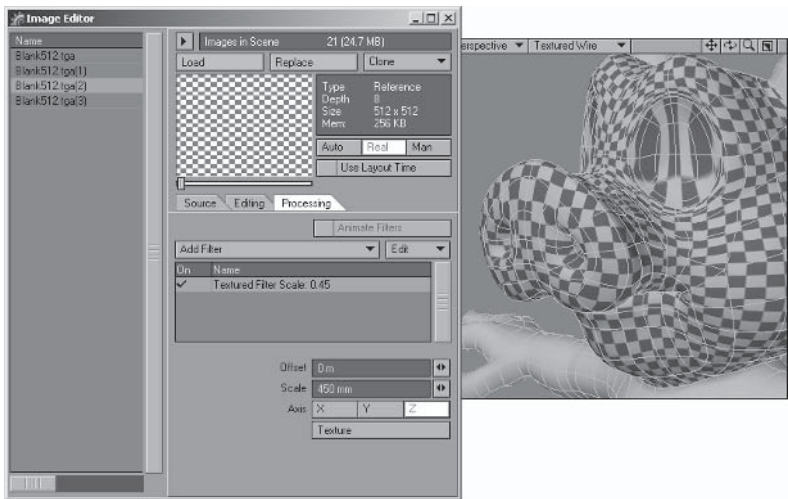 Image Editor
Name
Blank512.tga
Blank512.tga(1)
Blank512.tga(2)
Blank512.tga(3)
Images in Scene 21 (24.7 MB)
Load Replace Clone
Type Reference
Depth 8
Size 512 x 512
Mem: 256 KB
Auto Real Man
Use Layout Time
Source Editing Processing
Animate Filters
Add Filter Edit
On Name
Textured Filter Scale: 0.45
Offset 0 m
Scale 450 mm
Axis X Y Z
Texture
erspective Textured Wire